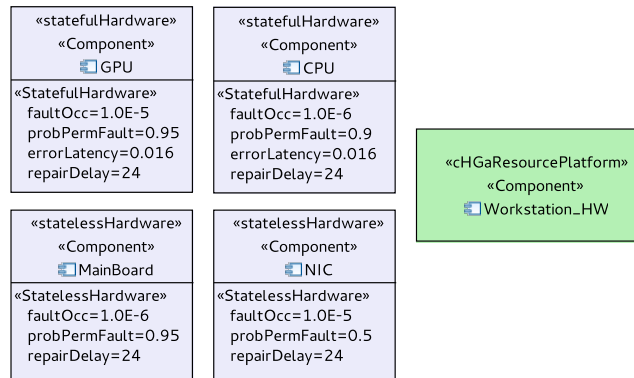 «statefulHardware»
«Component»
GPU
«StatefulHardware»
faultOcc=1.0E-5
probPermFault=0.95
errorLatency=0.016
repairDelay=24
«statefulHardware»
«Component»
CPU
«StatefulHardware»
faultOcc=1.0E-6
probPermFault=0.9
errorLatency=0.016
repairDelay=24
«cHGaResourcePlatform»
«Component»
Workstation_HW
«statelessHardware»
«Component»
MainBoard
«StatelessHardware»
faultOcc=1.0E-6
probPermFault=0.95
repairDelay=24
«statelessHardware»
«Component»
NIC
«StatelessHardware»
faultOcc=1.0E-5
probPermFault=0.5
repairDelay=24